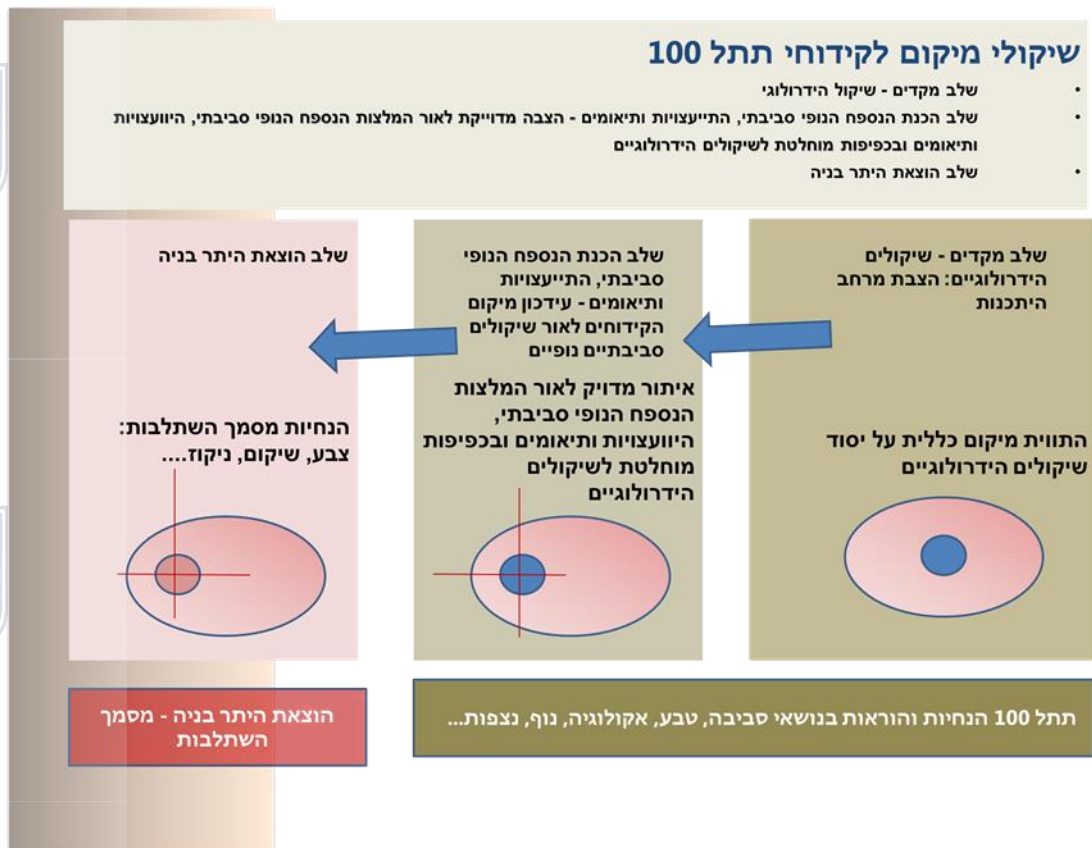 שיקולי מיקום לקידוחי תתל 100
• שלב מקדים - שיקול הידרולוגי
• שלב הכנת הנספח הנופי סביבתי, התייעצויות ותיאומים - הצבה מדוייקת לאור המלצות הנספח הנופי סביבתי, היוועצויות
ותיאומים ובכפיפות מוחלטת לשיקולים הידרולוגיים
• שלב הוצאת היתר בניה
שלב מקדים - שיקולים
הידרולוגיים: הצבת מרחב
היתכנות
התווית מיקום כללית על יסוד
שיקולים הידרולוגיים
שלב הכנת הנספח הנופי
סביבתי, התייעצויות
ותיאומים - עידכון מיקום
הקידוחים לאור שיקולים
סביבתיים נופיים
איתור מדויק לאור המלצות
הנספח הנופי סביבתי,
היוועצויות ותיאומים ובכפיפות
מוחלטת לשיקולים
הידרולוגיים
שלב הוצאת היתר בניה
הנחיות מסמך השתלבות:
צבע, שיקום, ניקוז....
תתל 100 הנחיות והוראות בנושאי סביבה, טבע, אקולוגיה, נוף, נצפות...
הוצאת היתר בניה - מסמך
השתלבות